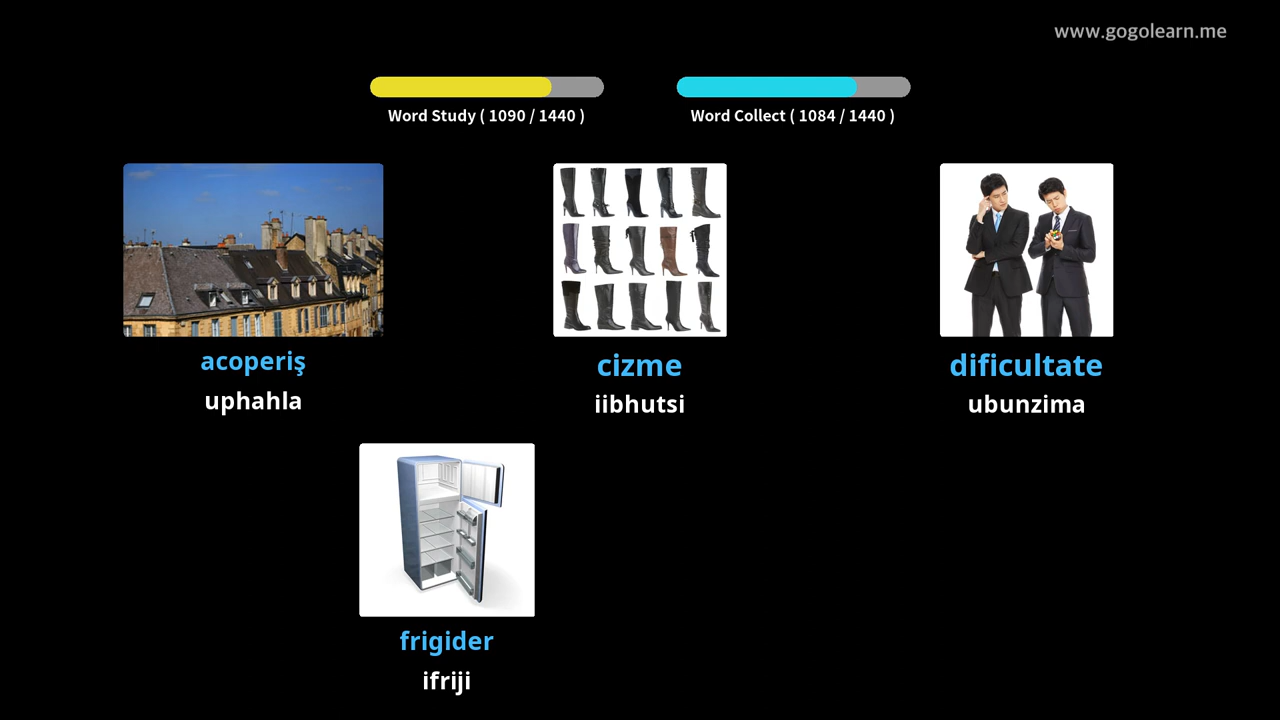 www.gogolearn.me
Word Study ( 1090 / 1440 )
Word Collect ( 1084 / 1440 )
acoperiş
uphahla
cizme
iibhutsi
dificultate
ubunzima
frigider
ifriji